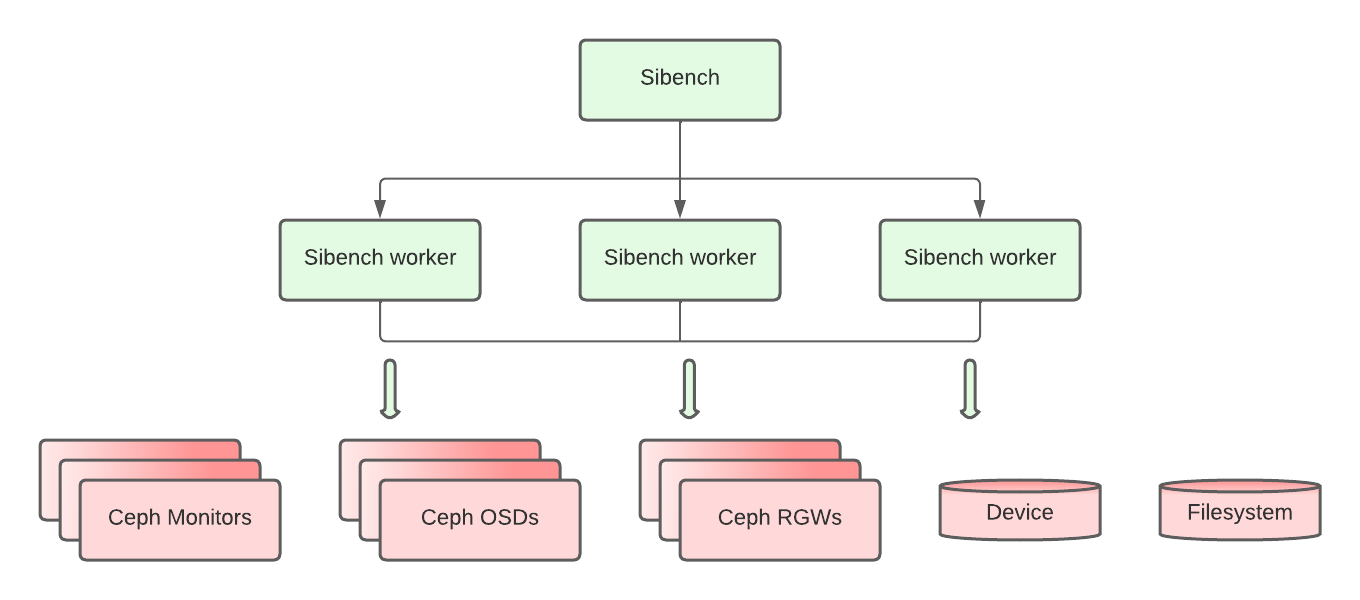 Sibench
Sibench worker
Sibench worker
Sibench worker
Ceph Monitors
Ceph OSDs
Ceph RGWs
Device
Filesystem